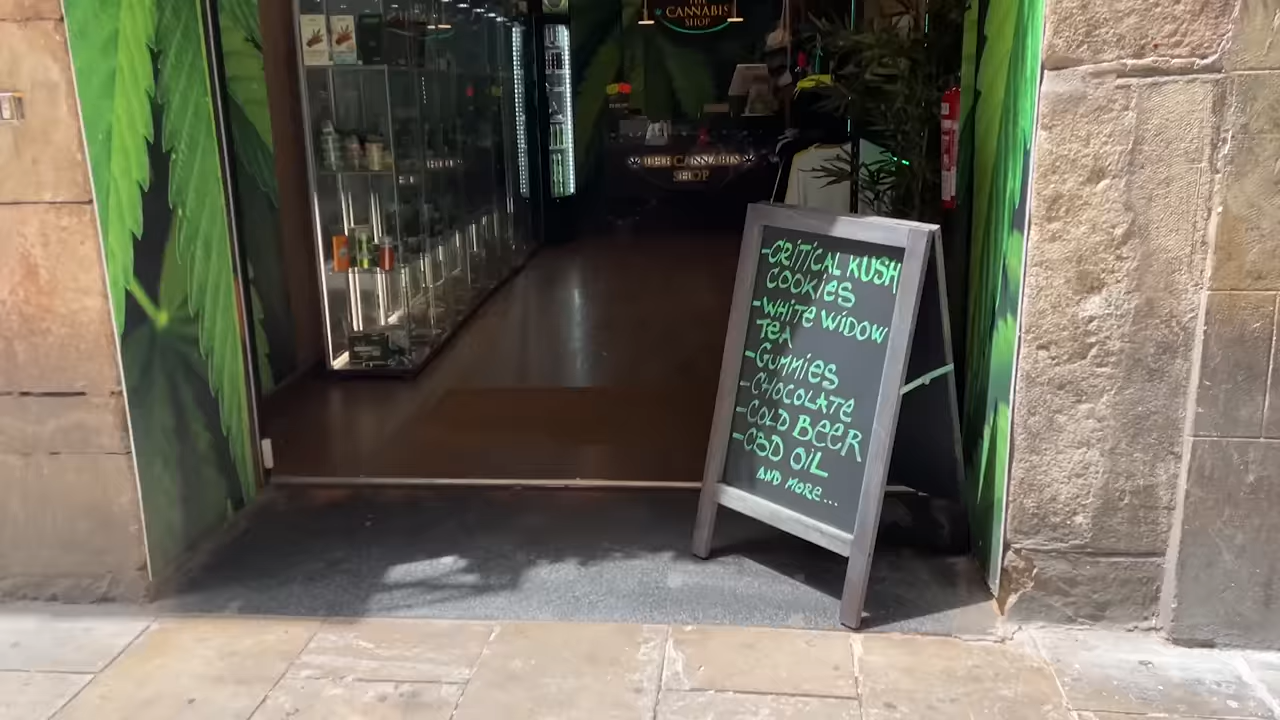 THE
CANNABIS
SHOP
THE CANNABIS
SHOP
-CRITICAL KUSH
COOKIES
-WHITE WIDOW
TEA
-GUMMIES
-CHOCOLATE
-COLD BEER
-CBD OIL
AND MORE...